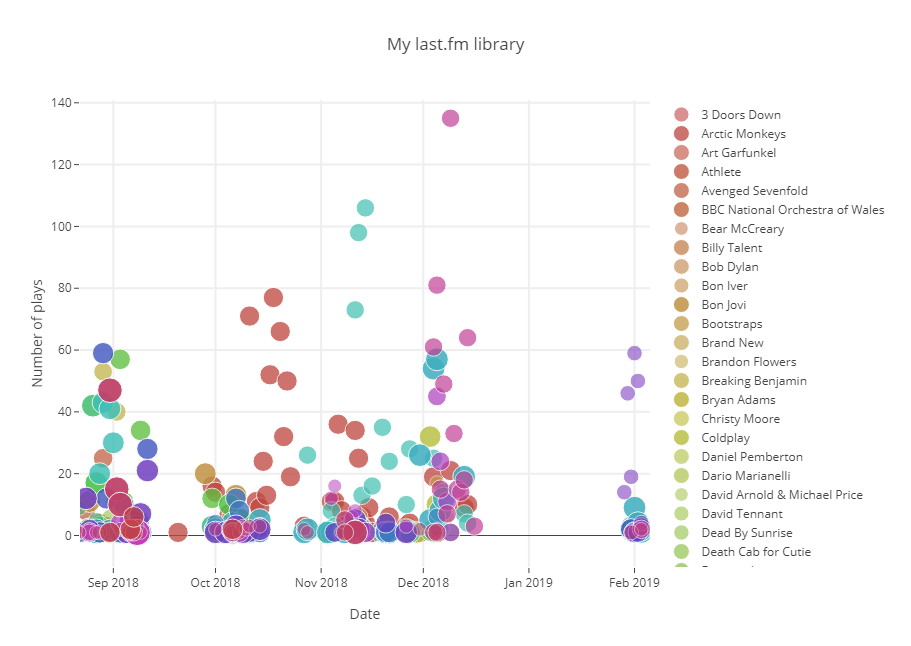 My last.fm library
140
120
100
80
60
40
20
0
Number of plays
Sep 2018
Oct 2018
Nov 2018
Dec 2018
Jan 2019
Feb 2019
Date
3 Doors Down
Arctic Monkeys
Art Garfunkel
Athlete
Avenged Sevenfold
BBC National Orchestra of Wales
Bear McCreary
Billy Talent
Bob Dylan
Bon Iver
Bon Jovi
Bootstraps
Brand New
Brandon Flowers
Breaking Benjamin
Bryan Adams
Christy Moore
Coldplay
Daniel Pemberton
Dario Marianelli
David Arnold & Michael Price
David Tennant
Dead By Sunrise
Death Cab for Cutie